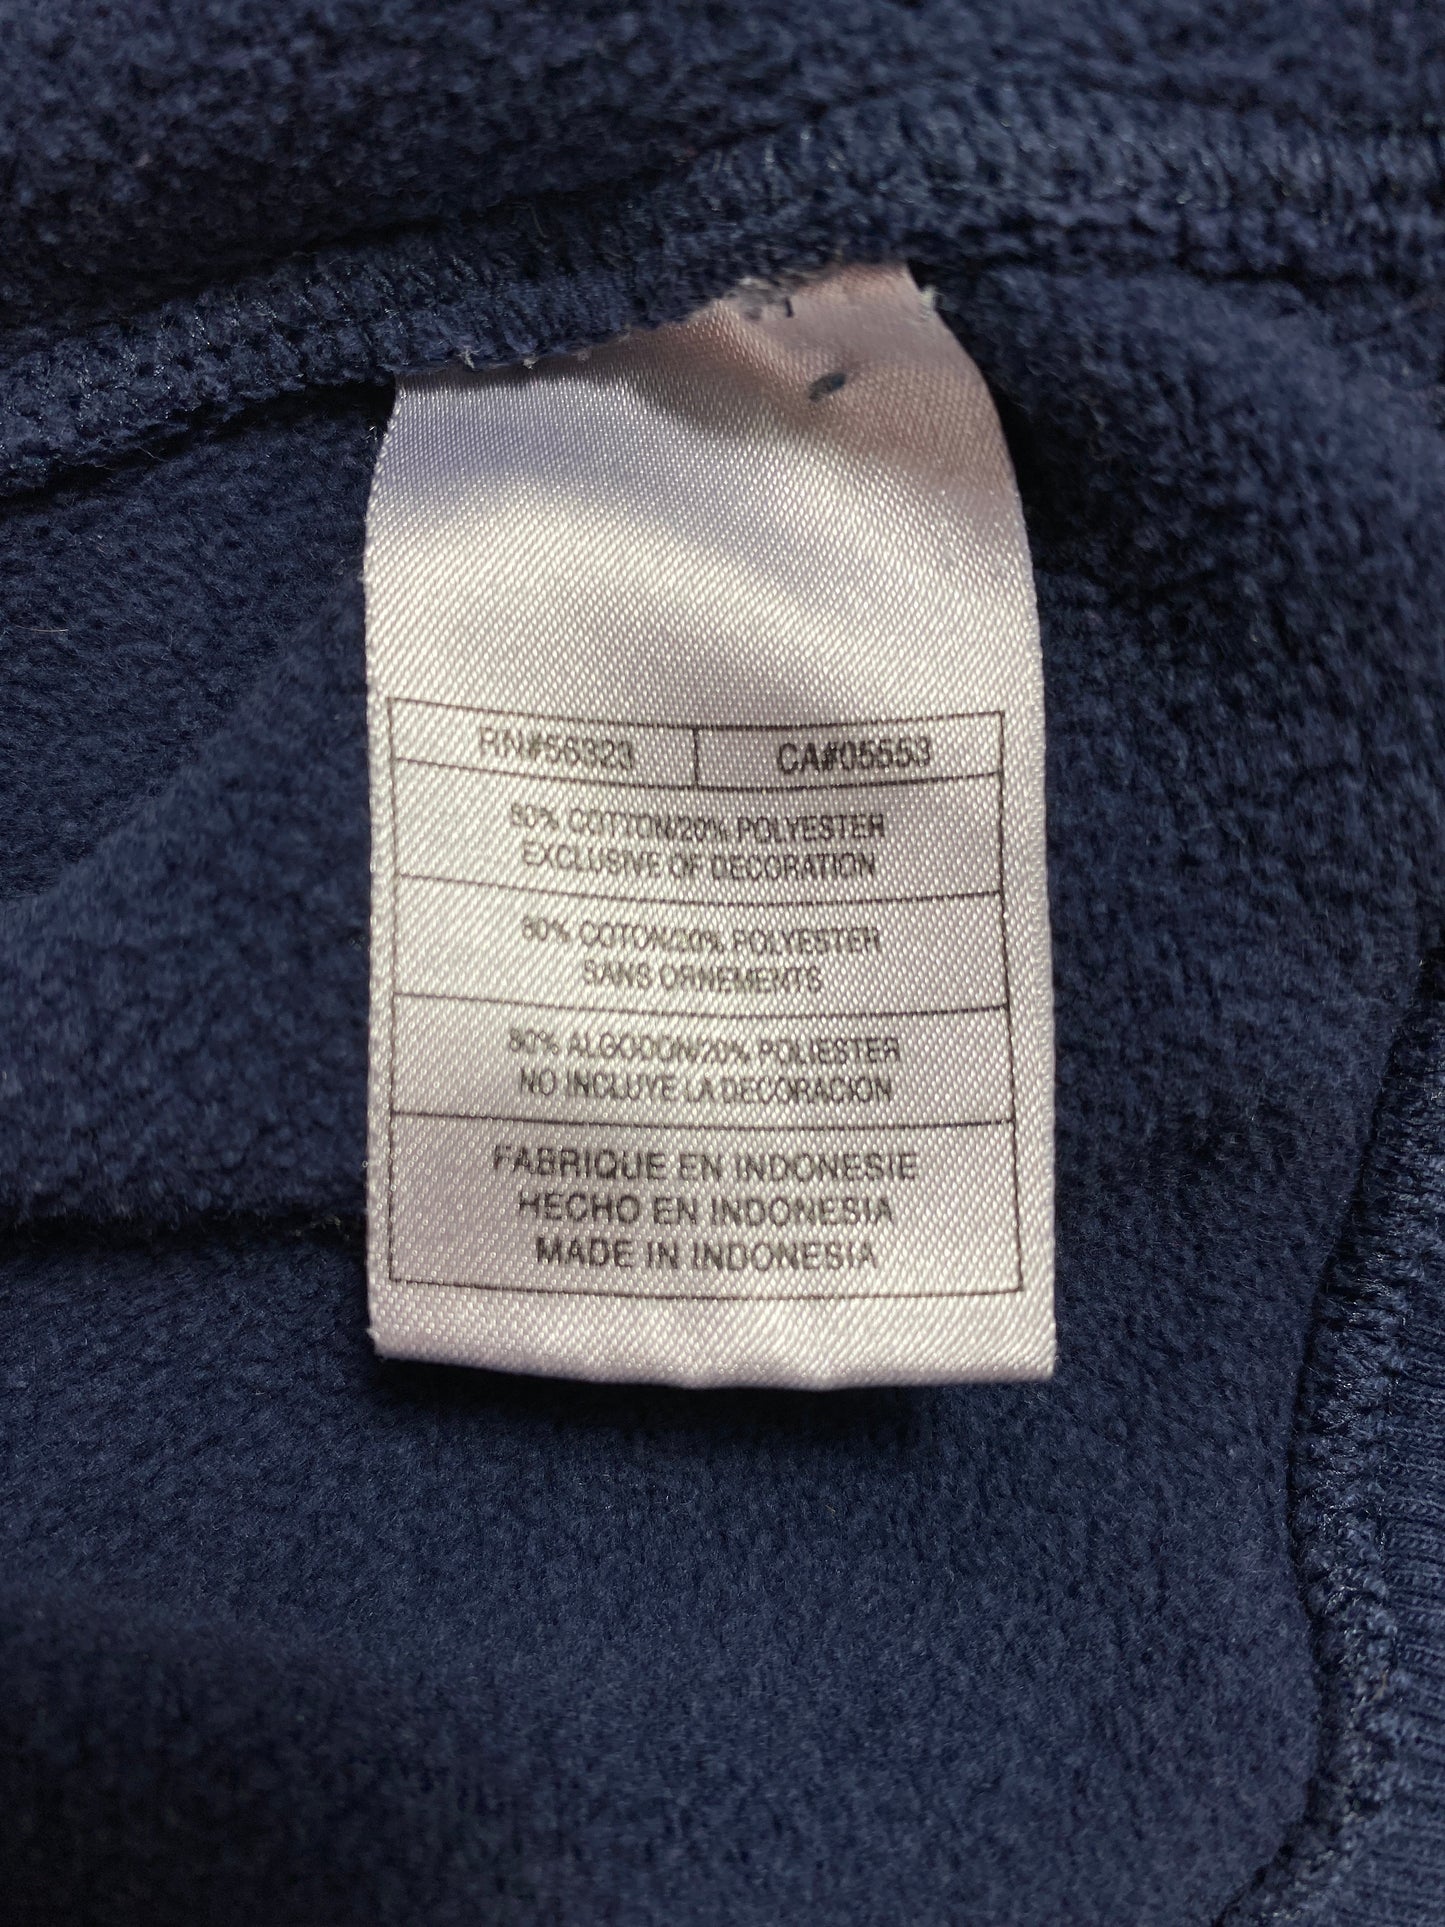 RN#56323 CA#05553
80% COTTON/20% POLYESTER
EXCLUSIVE OF DECORATION
80% COTON/20% POLYESTER
SANS ORNEMENTS
80% ALGODON/20% POLIESTER
NO INCLUYE LA DECORACION
FABRIQUE EN INDONESIE
HECHO EN INDONESIA
MADE IN INDONESIA